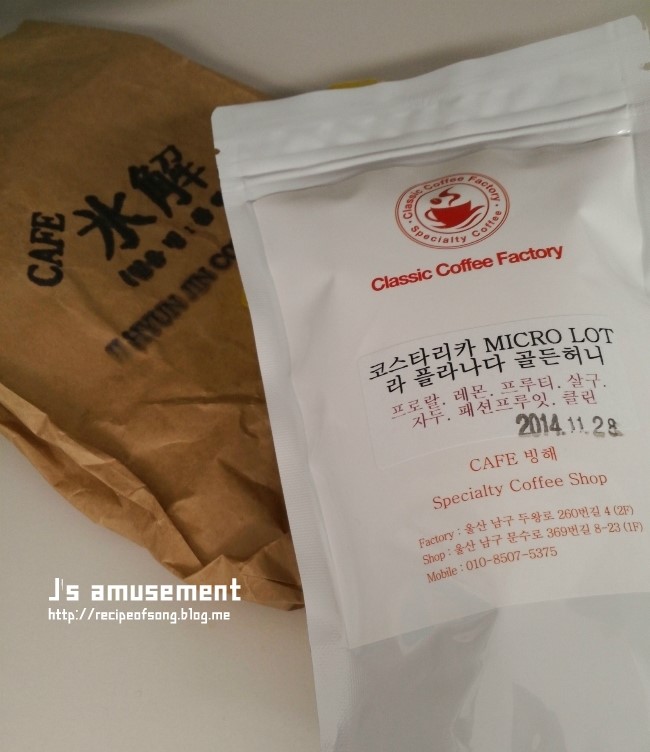 CAFE
氷解
Classic Coffee Factory
Specialty Coffee
Classic Coffee Factory
코스타리카 MICRO LOT
라 플라나다 골든허니
프로랄. 레몬. 프루티. 살구.
자두. 패션프루잇. 클린
2014.11.28
CAFE 빙해
Specialty Coffee Shop
Factory : 울산 남구 두왕로 260번길 4 (2F)
Shop : 울산 남구 문수로 369번길 8-23 (1F)
Mobile : 010-8507-5375
J's amusement
http://recipeofsong.blog.me